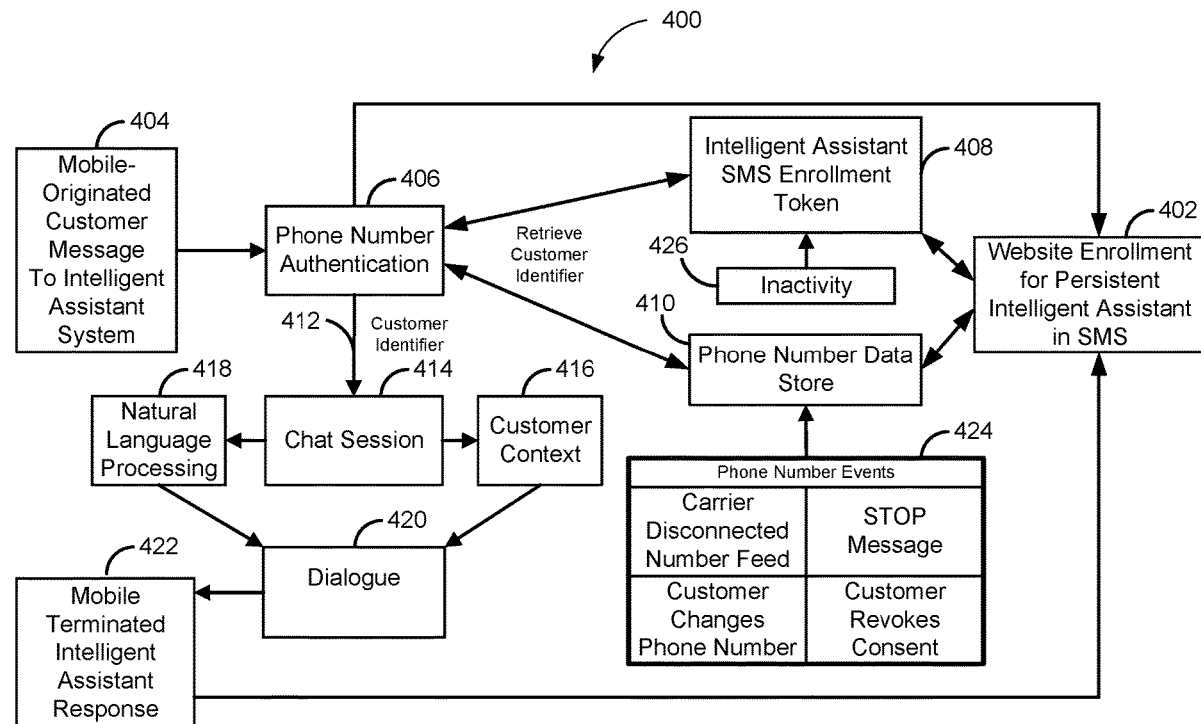 400
404
Mobile-
Originated
Customer
Message
To Intelligent
Assistant
System
406
Phone Number
Authentication
Retrieve
Customer
Identifier
Intelligent Assistant
SMS Enrollment
Token
408
426
Inactivity
402
Website Enrollment
for Persistent
Intelligent Assistant
in SMS
410
Phone Number Data
Store
412
Customer
Identifier
418
Natural
Language
Processing
414
Chat Session
416
Customer
Context
424
Phone Number Events
Carrier
Disconnected
Number Feed
STOP
Message
Customer
Changes
Phone Number
Customer
Revokes
Consent
420
Dialogue
422
Mobile
Terminated
Intelligent
Assistant
Response